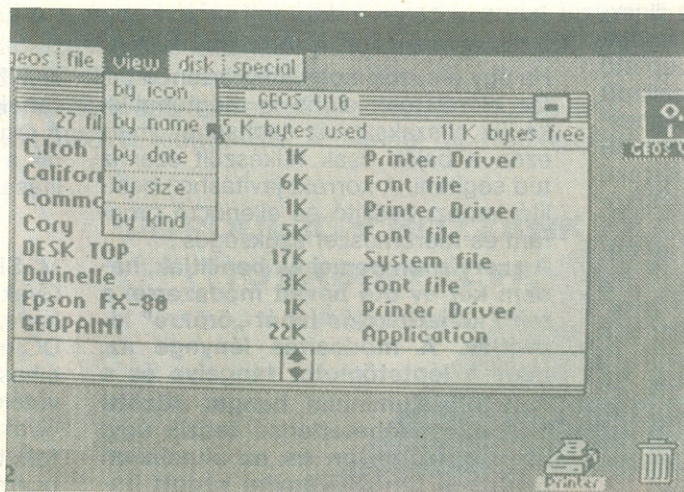 geos file view disk special
by icon
by name
by date
by size
by kind
GEOS V1.0
27 fil 5 K bytes used 11 K bytes free
C.Itoh 1K Printer Driver
Califor 6K Font file
Commo 1K Printer Driver
Cory 5K Font file
DESK TOP 17K System file
Dwinelle 3K Font file
Epson FX-80 1K Printer Driver
GEOPAINT 22K Application
GEOS V
Printer
2